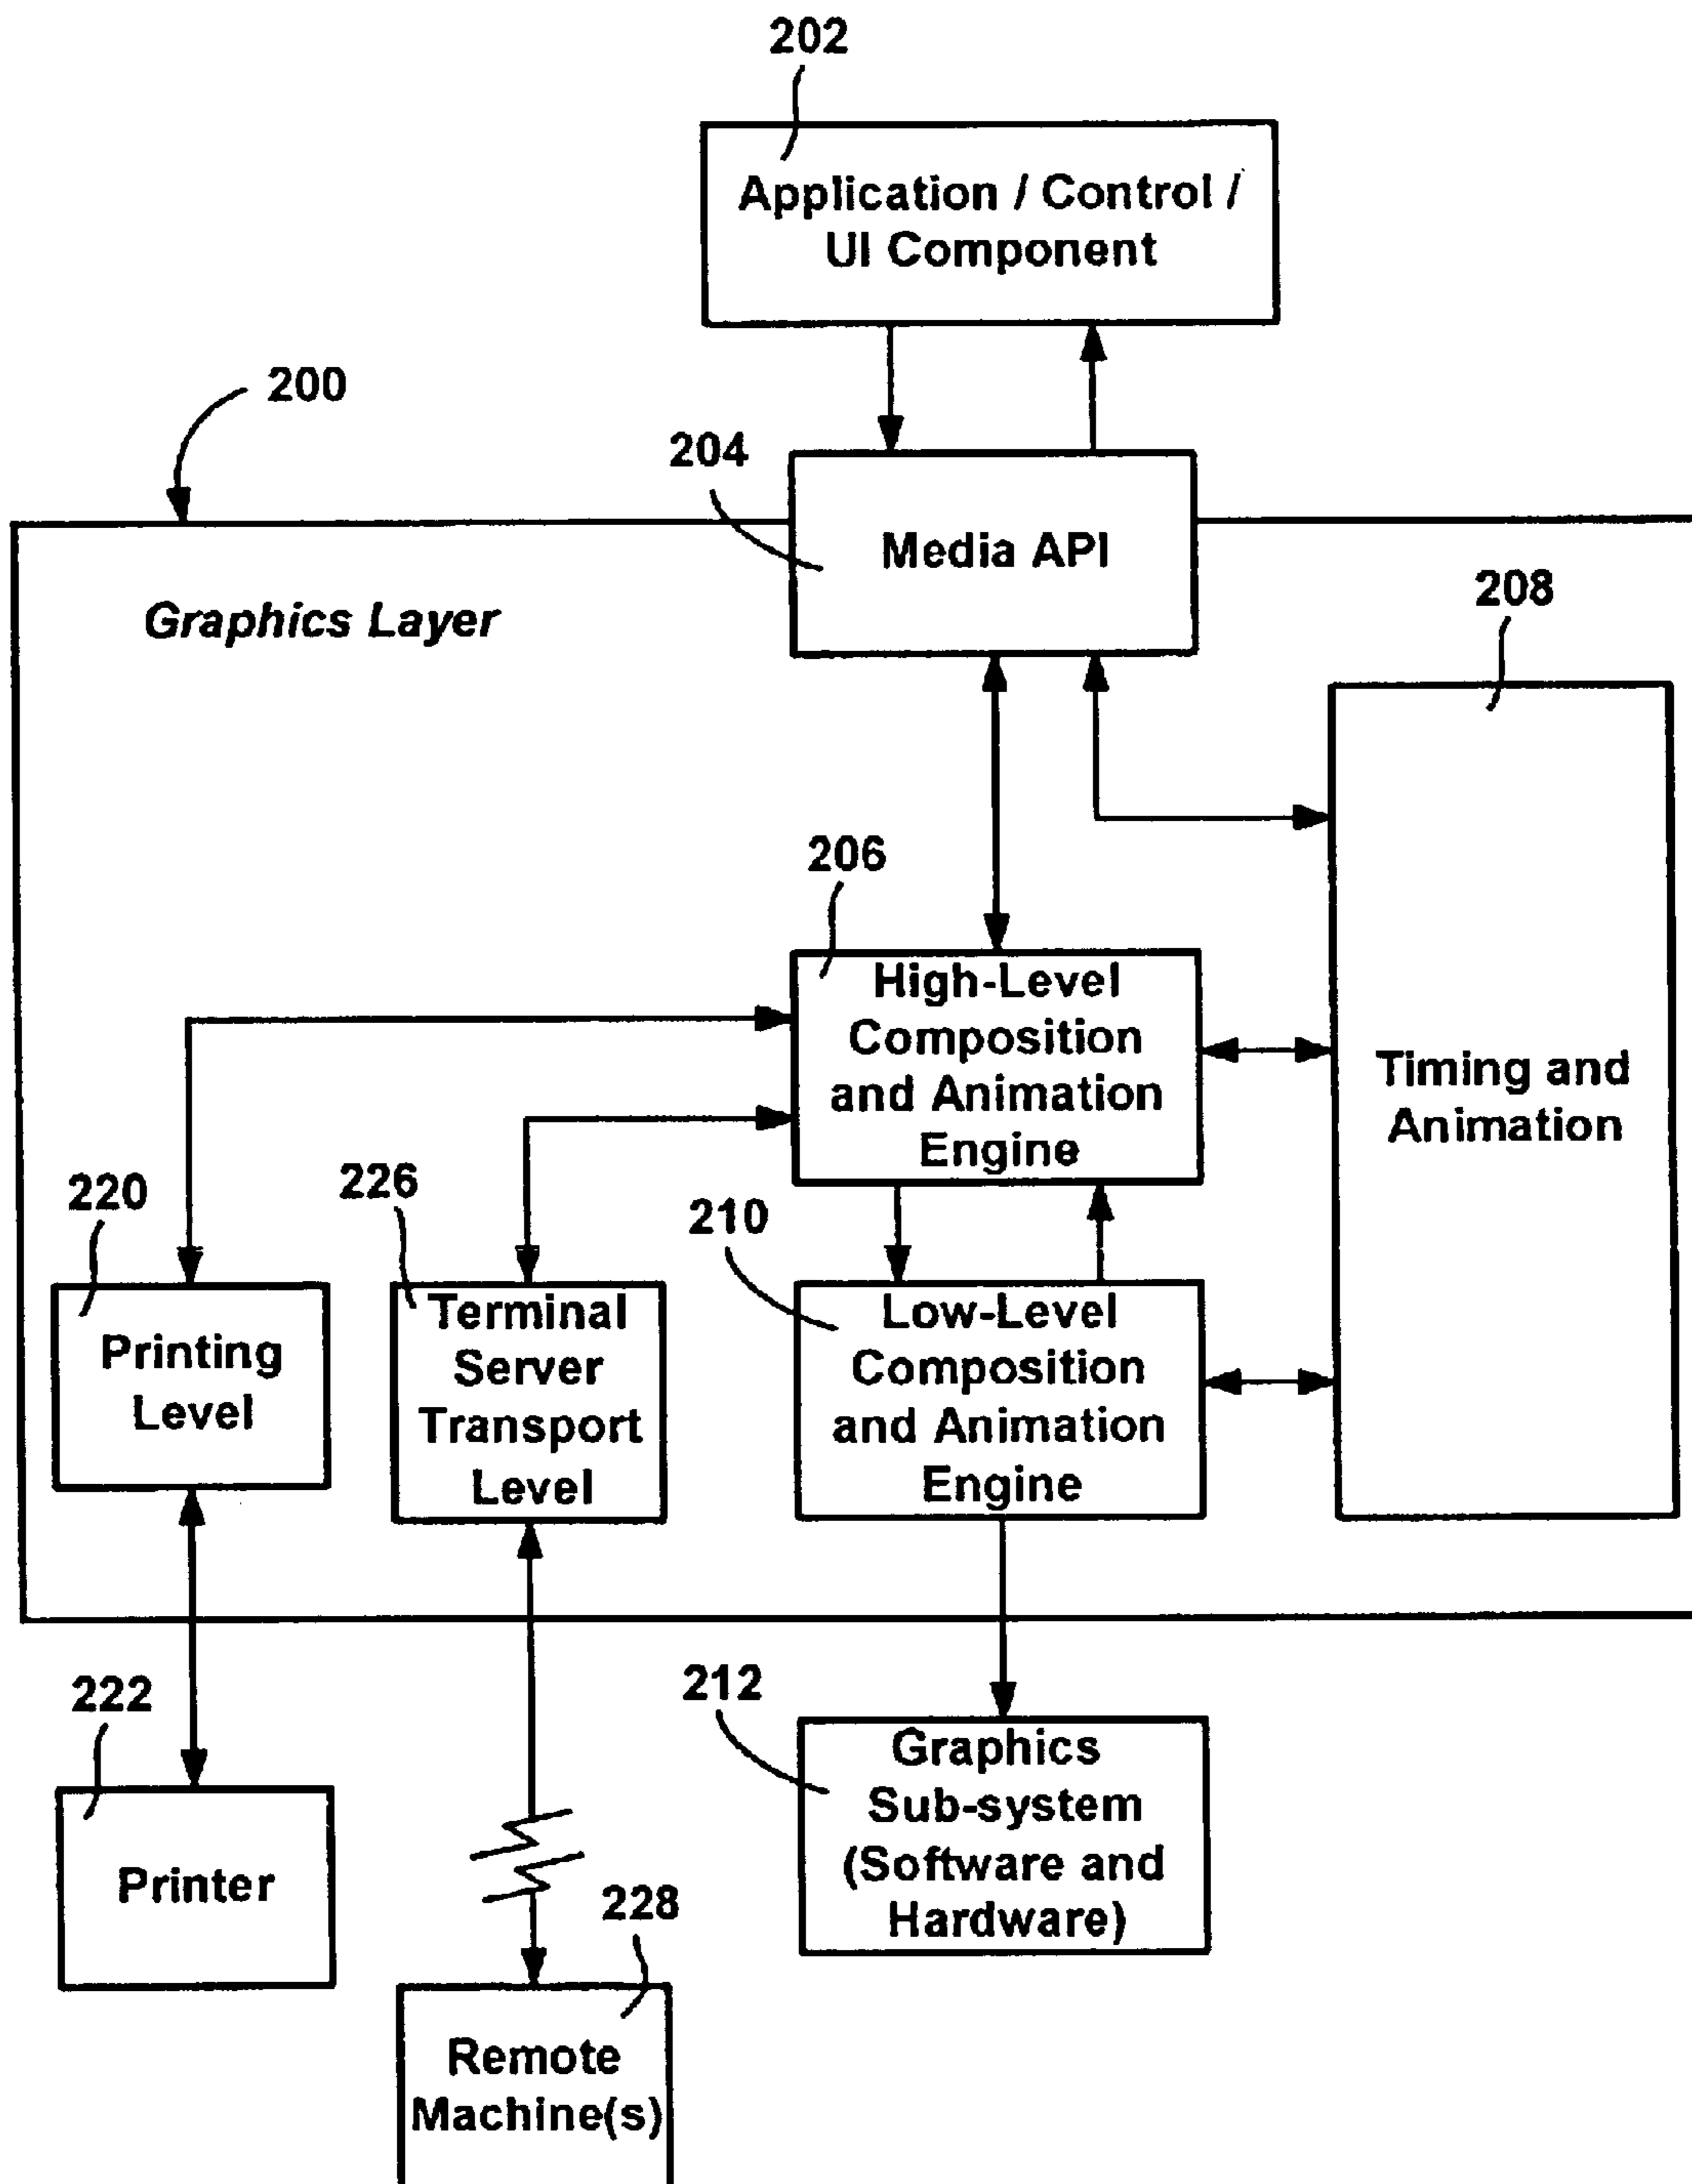 202
Application / Control /
UI Component
200
204
Media API
Graphics Layer
208
206
High-Level
Composition
and Animation
Engine
Timing and
Animation
220
226
210
Printing
Level
Terminal
Server
Transport
Level
Low-Level
Composition
and Animation
Engine
222
212
Printer
Graphics
Sub-system
(Software and
Hardware)
228
Remote
Machine(s)